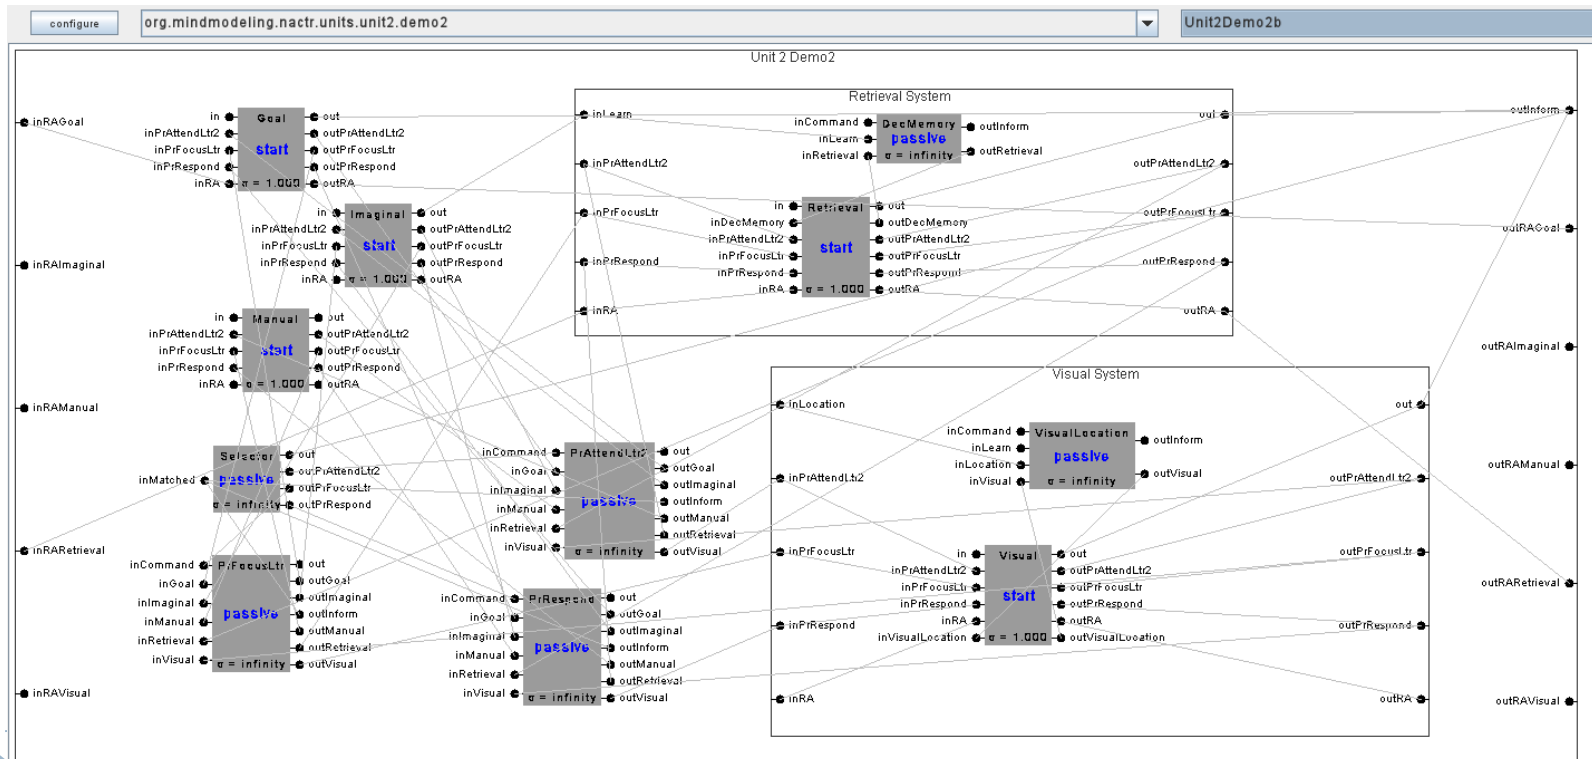 configure
org.mindmodeling.nactr.units.unit2.demo2
Unit2Demo2b
Unit 2 Demo2
inRAGoal
inRAImaginal
inRAManual
inRARetrieval
inRAVisual
Goal
start
σ = 1.000
in
inPrAttendLtr2
inPrFocusLtr
inPrRespond
inRA
out
outPrAttendLtr2
outPrFocusLtr
outPrRespond
outRA
Imaginal
start
σ = 1.000
in
inPrAttendLtr2
inPrFocusLtr
inPrRespond
inRA
out
outPrAttendLtr2
outPrFocusLtr
outPrRespond
outRA
Manual
start
σ = 1.000
in
inPrAttendLtr2
inPrFocusLtr
inPrRespond
inRA
out
outPrAttendLtr2
outPrFocusLtr
outPrRespond
outRA
Selector
passive
σ = infinity
inMatched
out
outPrAttendLtr2
outPrFocusLtr
outPrRespond
PrFocusLtr
passive
σ = infinity
inCommand
inGoal
inImaginal
inManual
inRetrieval
inVisual
out
outGoal
outImaginal
outInform
outManual
outRetrieval
outVisual
PrAttendLtr2
passive
σ = infinity
inCommand
inGoal
inImaginal
inManual
inRetrieval
inVisual
out
outGoal
outImaginal
outInform
outManual
outRetrieval
outVisual
PrRespond
passive
σ = infinity
inCommand
inGoal
inImaginal
inManual
inRetrieval
inVisual
out
outGoal
outImaginal
outInform
outManual
outRetrieval
outVisual
Retrieval System
inLearn
inPrAttendLtr2
inPrFocusLtr
inPrRespond
inRA
out
outPrAttendLtr2
outPrFocusLtr
outPrRespond
outRA
DecMemory
passive
σ = infinity
inCommand
inLearn
inRetrieval
outInform
outRetrieval
Retrieval
start
σ = 1.000
in
inDecMemory
inPrAttendLtr2
inPrFocusLtr
inPrRespond
inRA
out
outDecMemory
outPrAttendLtr2
outPrFocusLtr
outPrRespond
outRA
Visual System
inLocation
inPrAttendLtr2
inPrFocusLtr
inPrRespond
inRA
out
outPrAttendLtr2
outPrFocusLtr
outPrRespond
outRA
VisualLocation
passive
σ = infinity
inCommand
inLearn
inLocation
inVisual
outInform
outVisual
Visual
start
σ = 1.000
in
inPrAttendLtr2
inPrFocusLtr
inPrRespond
inRA
inVisualLocation
out
outPrAttendLtr2
outPrFocusLtr
outPrRespond
outRA
outVisualLocation
outInform
outRAGoal
outRAImaginal
outRAManual
outRARetrieval
outRAVisual